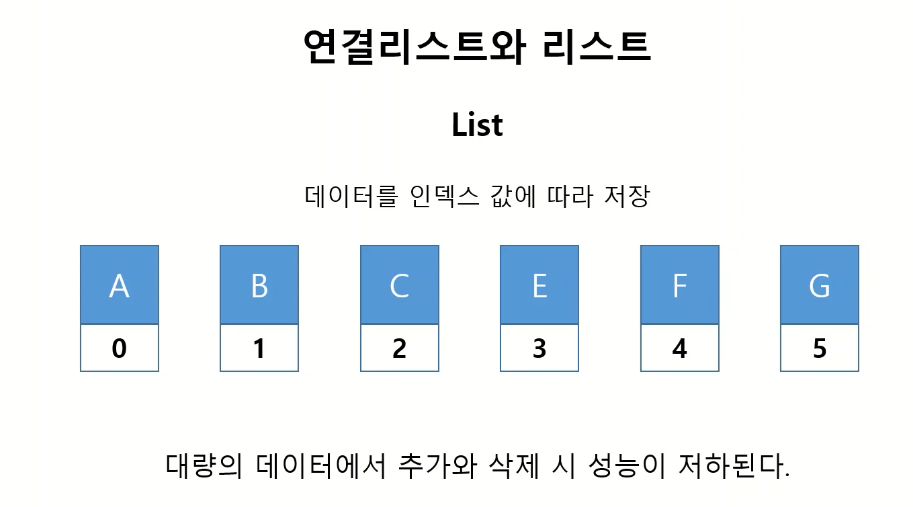 연결리스트와 리스트
List
데이터를 인덱스 값에 따라 저장
A B C E F G
0 1 2 3 4 5
대량의 데이터에서 추가와 삭제 시 성능이 저하된다.